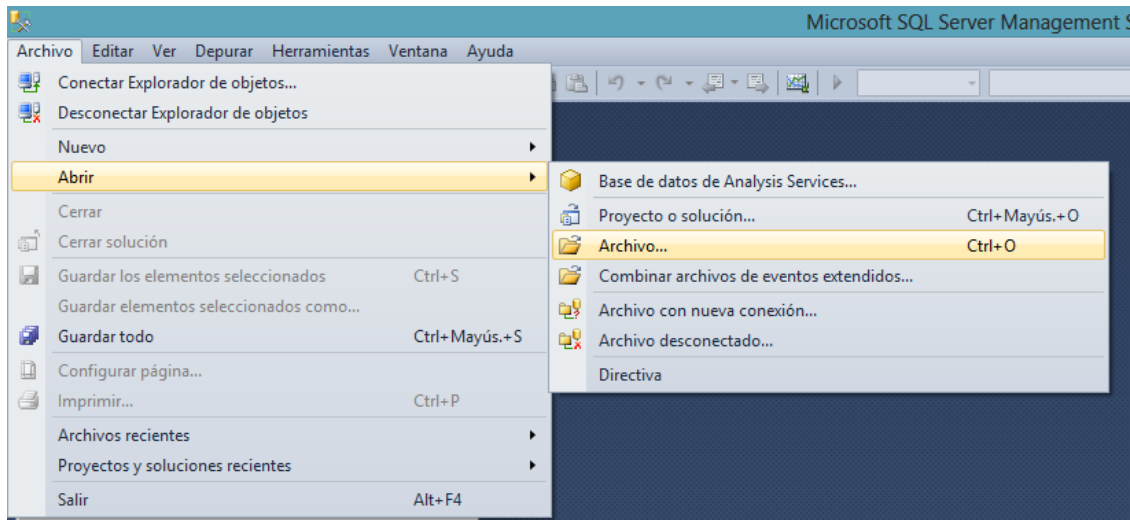 Microsoft SQL Server Management S
Archivo Editar Ver Depurar Herramientas Ventana Ayuda
Conectar Explorador de objetos...
Desconectar Explorador de objetos
Nuevo
Abrir
Cerrar
Cerrar solución
Guardar los elementos seleccionados Ctrl+S
Guardar elementos seleccionados como...
Guardar todo Ctrl+Mayús.+S
Configurar página...
Imprimir... Ctrl+P
Archivos recientes
Proyectos y soluciones recientes
Salir Alt+F4
Base de datos de Analysis Services...
Proyecto o solución... Ctrl+Mayús.+O
Archivo... Ctrl+O
Combinar archivos de eventos extendidos...
Archivo con nueva conexión...
Archivo desconectado...
Directiva